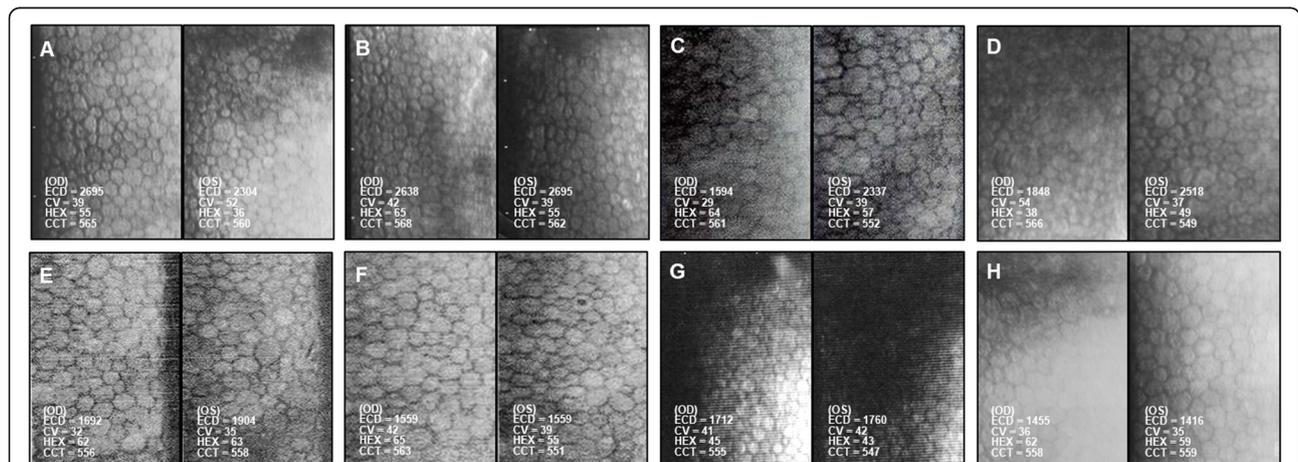 A
(OD)
ECD = 2695
CV = 39
HEX = 55
CCT = 565
(OS)
ECD = 2304
CV = 52
HEX = 36
CCT = 560
B
(OD)
ECD = 2638
CV = 42
HEX = 65
CCT = 568
(OS)
ECD = 2695
CV = 39
HEX = 55
CCT = 562
C
(OD)
ECD = 1594
CV = 29
HEX = 64
CCT = 561
(OS)
ECD = 2337
CV = 39
HEX = 57
CCT = 552
D
(OD)
ECD = 1848
CV = 54
HEX = 38
CCT = 566
(OS)
ECD = 2518
CV = 37
HEX = 49
CCT = 549
E
(OD)
ECD = 1692
CV = 32
HEX = 62
CCT = 556
(OS)
ECD = 1904
CV = 35
HEX = 63
CCT = 558
F
(OD)
ECD = 1559
CV = 42
HEX = 65
CCT = 563
(OS)
ECD = 1559
CV = 39
HEX = 55
CCT = 551
G
(OD)
ECD = 1712
CV = 41
HEX = 45
CCT = 555
(OS)
ECD = 1760
CV = 42
HEX = 43
CCT = 547
H
(OD)
ECD = 1455
CV = 36
HEX = 62
CCT = 558
(OS)
ECD = 1416
CV = 35
HEX = 59
CCT = 559